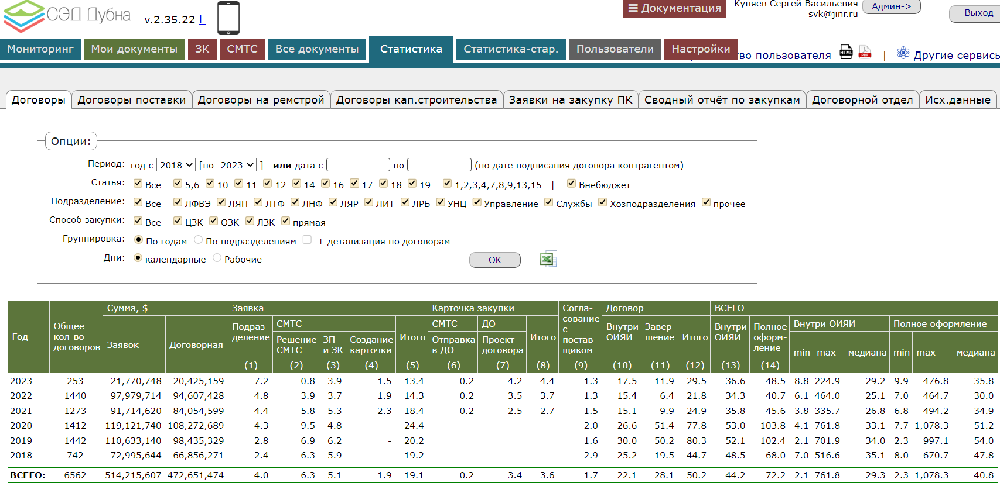 СЭД Дубна
v.2.35.22 I
Документация
Куняев Сергей Васильевич
svk@jinr.ru
Админ->
Выход
Мониторинг
Мои документы
ЗК
СМТС
Все документы
Статистика
Статистика-стар.
Пользователи
Настройки
во пользователя
HTML
PDF
|
Другие сервисы
Договоры
Договоры поставки
Договоры на ремстрой
Договоры кап.строительства
Заявки на закупку ПК
Сводный отчёт по закупкам
Договорной отдел
Исх.данные
Опции:
Период: год с 2018 [по 2023 ] или дата с по (по дате подписания договора контрагентом)
Статья: Все 5,6 10 11 12 14 16 17 18 19 1,2,3,4,7,8,9,13,15 | Внебюджет
Подразделение: Все ЛФВЭ ЛЯП ЛТФ ЛНФ ЛЯР ЛИТ ЛРБ УНЦ Управление Службы Хозподразделения прочее
Способ закупки: Все ЦЗК ОЗК ЛЗК прямая
Группировка: По годам По подразделениям + детализация по договорам
Дни: календарные Рабочие
OK
Год
Общее
кол-во
договоров
Сумма, $
Заявок
Договорная
Заявка
Подраз-
деление
(1)
СМТС
Решение
СМТС
(2)
ЗП
и ЗК
(3)
Создание
карточки
(4)
Итого
(5)
Карточка закупки
СМТС
Отправка
в ДО
(6)
ДО
Проект
договора
(7)
Итого
(8)
Согла-
сование
с
постав-
щиком
(9)
Договор
Внутри
ОИЯИ
(10)
Завер-
шение
(11)
Итого
(12)
ВСЕГО
Внутри
ОИЯИ
(13)
Полное
оформ-
ление
(14)
Внутри ОИЯИ
min max медиана
Полное оформление
min max медиана
2023 253 21,770,748 20,425,159 7.2 0.8 3.9 1.5 13.4 0.2 4.2 4.4 1.3 17.5 11.9 29.5 36.6 48.5 8.8 224.9 29.2 9.9 476.8 35.8
2022 1440 97,979,714 94,607,428 4.8 3.9 3.7 1.9 14.3 0.2 3.5 3.7 1.3 15.4 6.4 21.8 34.3 40.7 6.1 464.0 25.1 7.0 464.7 30.0
2021 1273 91,714,620 84,054,599 4.4 5.8 5.3 2.3 18.4 0.2 2.5 2.7 1.5 15.1 9.9 24.9 35.8 45.6 3.8 335.7 26.8 6.8 494.2 34.9
2020 1412 119,121,740 108,272,689 4.3 9.5 4.8 - 24.4 2.0 26.6 51.4 77.8 53.0 103.8 4.1 761.8 33.1 7.7 1,078.3 51.2
2019 1442 110,633,140 98,435,329 2.8 6.9 6.2 - 20.2 1.6 30.0 50.2 80.3 52.1 102.4 2.1 701.9 34.0 2.3 997.1 54.0
2018 742 72,995,644 66,856,271 2.4 6.3 5.9 - 19.2 2.9 25.2 19.5 44.7 48.5 68.0 7.0 516.6 35.1 8.0 670.7 47.8
ВСЕГО: 6562 514,215,607 472,651,474 4.0 6.3 5.1 1.9 19.1 0.2 3.4 3.6 1.7 22.1 28.1 50.2 44.2 72.2 2.1 761.8 29.3 2.3 1,078.3 40.8